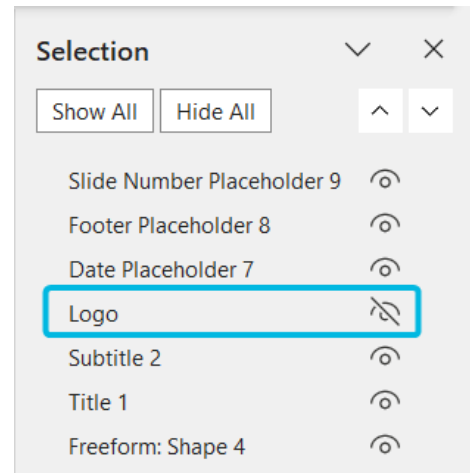 Selection
Show All Hide All
Slide Number Placeholder 9
Footer Placeholder 8
Date Placeholder 7
Logo
Subtitle 2
Title 1
Freeform: Shape 4